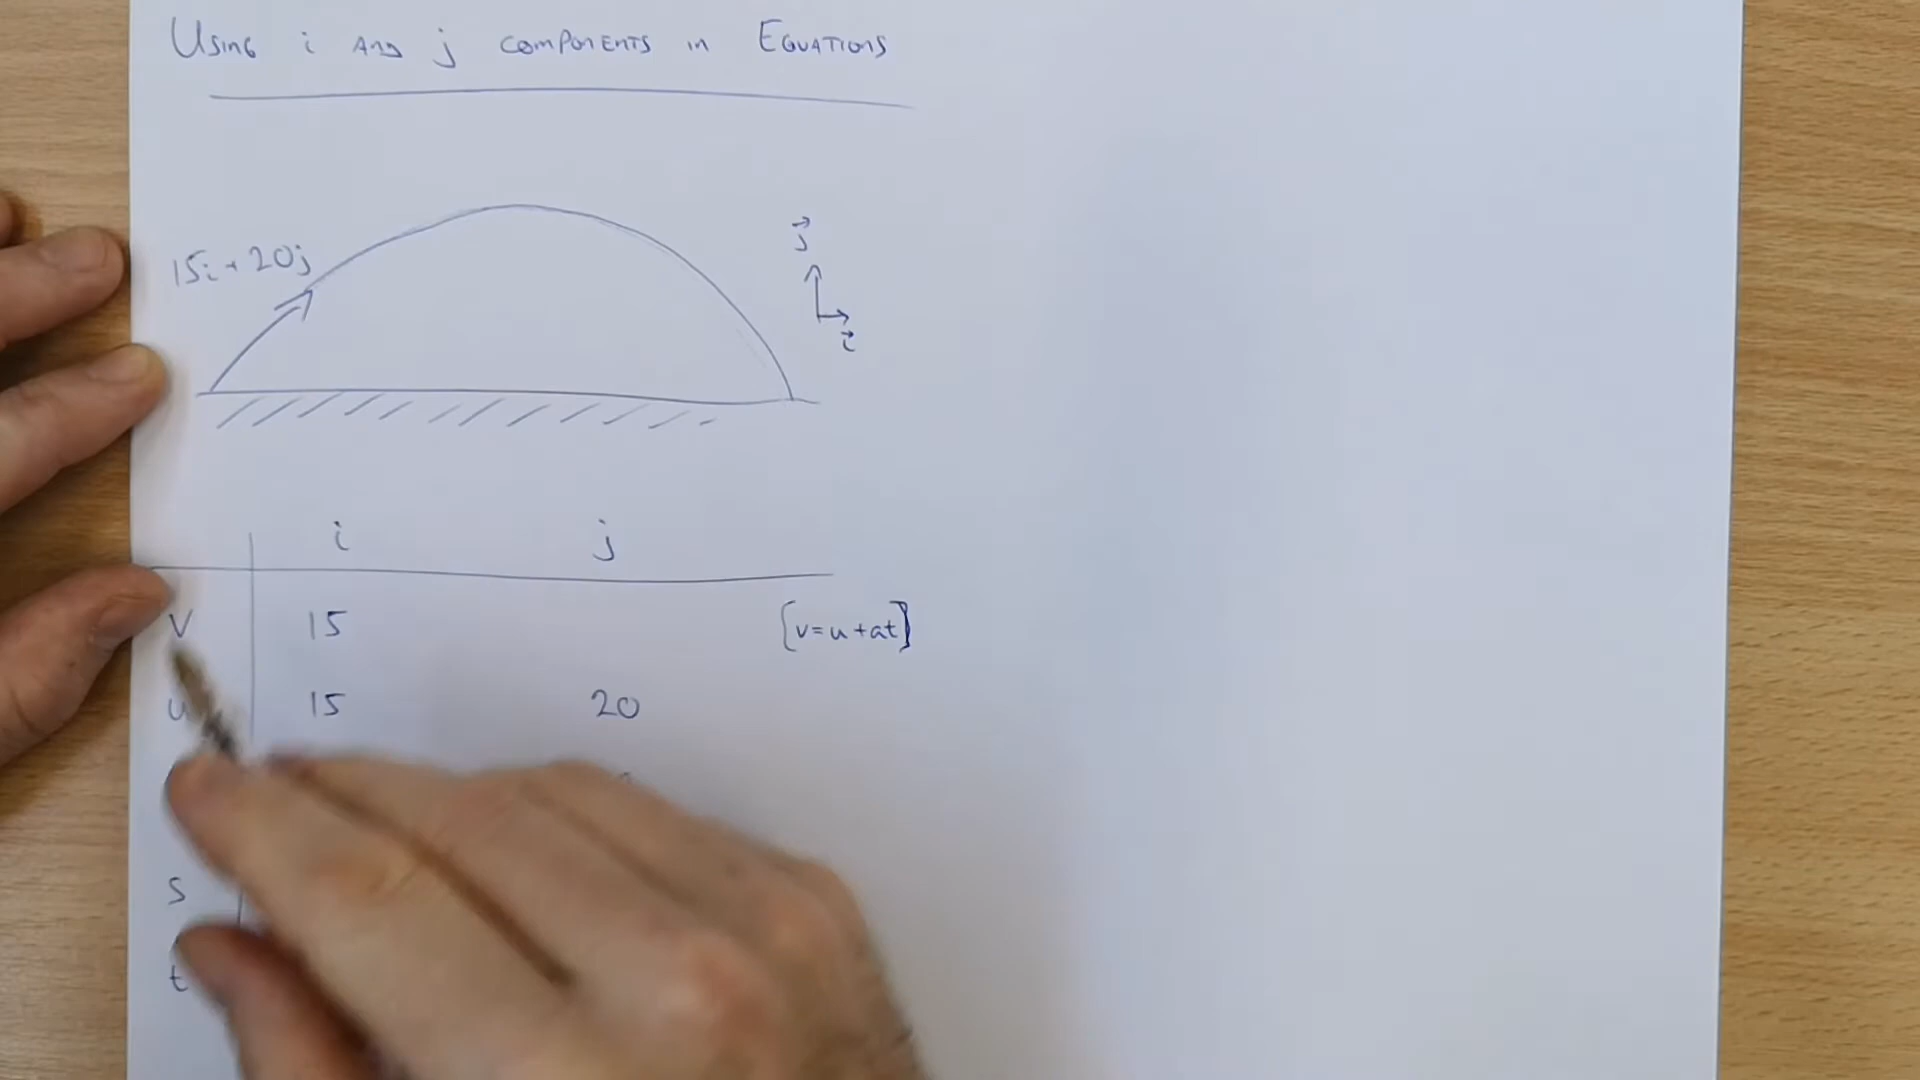 Using i and j components in Equations
15i + 20j
j
i
i j
v 15 [v=u+at]
u 15 20
s
t